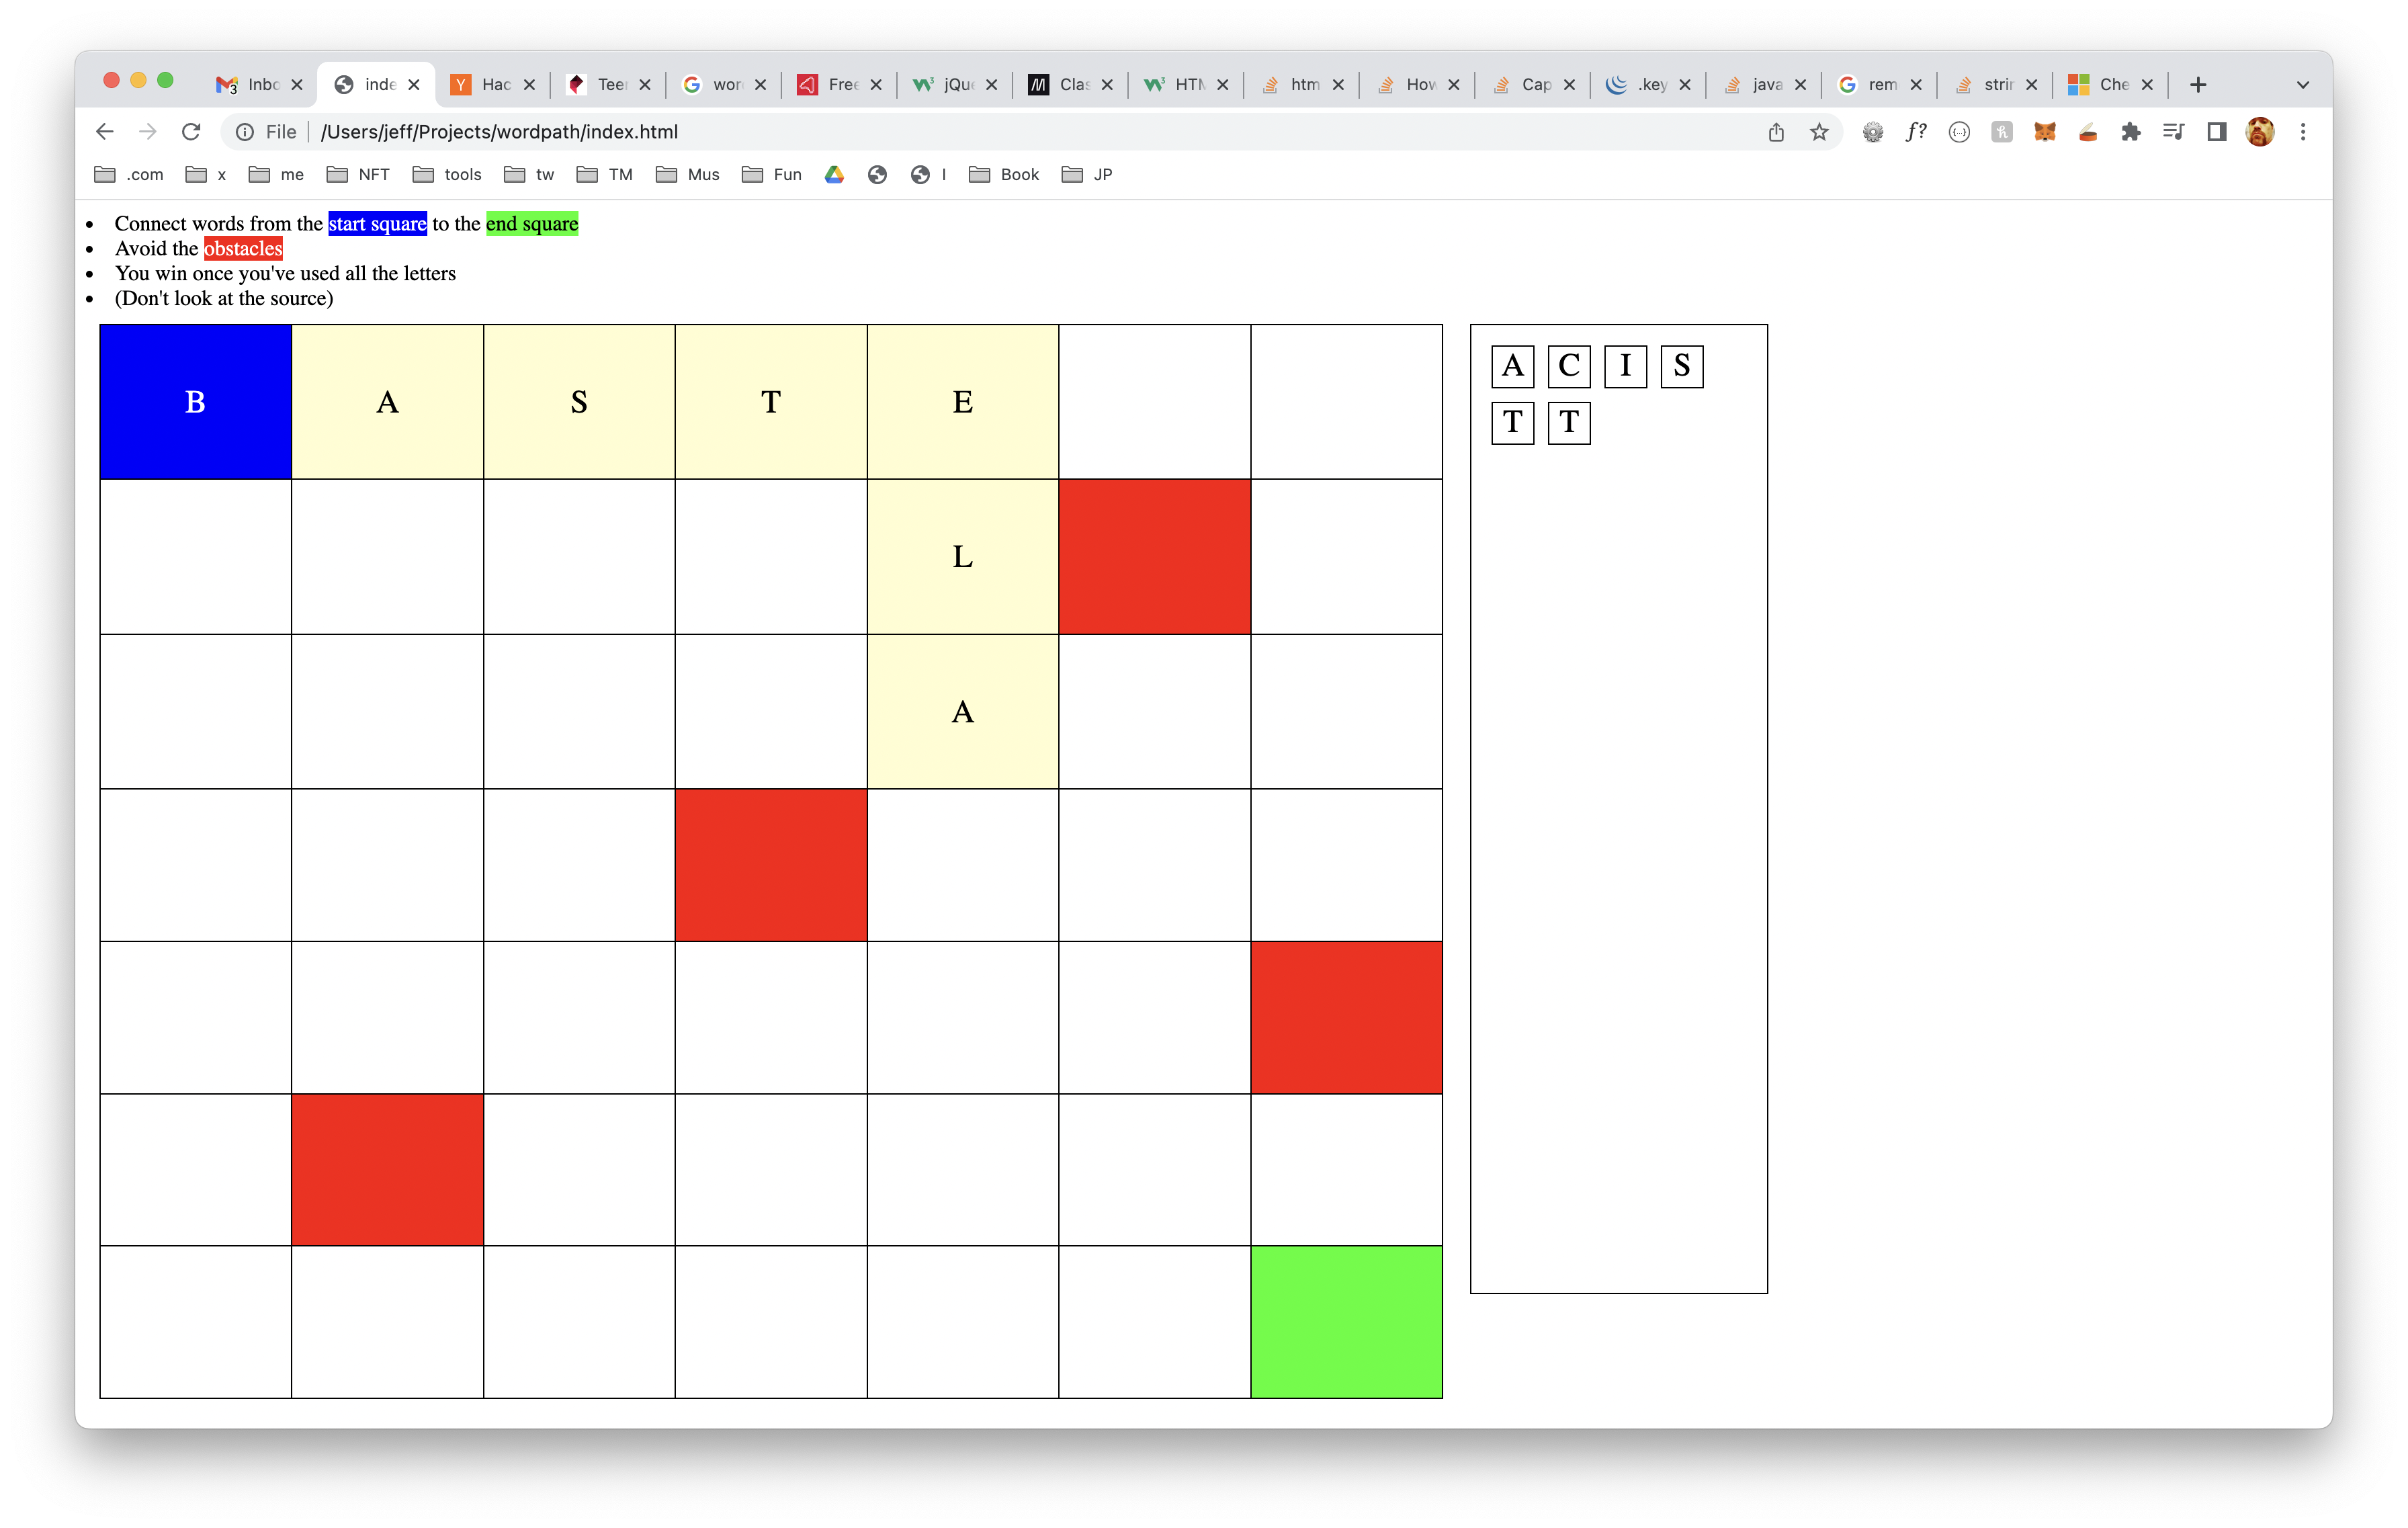 Inbo
inde
Hac
Teen
wor
Free
jQue
Clas
HTM
htm
How
Cap
.key
java
rem
strin
Che
File
/Users/jeff/Projects/wordpath/index.html
f?
.com
x
me
NFT
tools
tw
TM
Mus
Fun
I
Book
JP
• Connect words from the start square to the end square
• Avoid the obstacles
• You win once you've used all the letters
• (Don't look at the source)
B A S T E
L
A
A C I S
T T